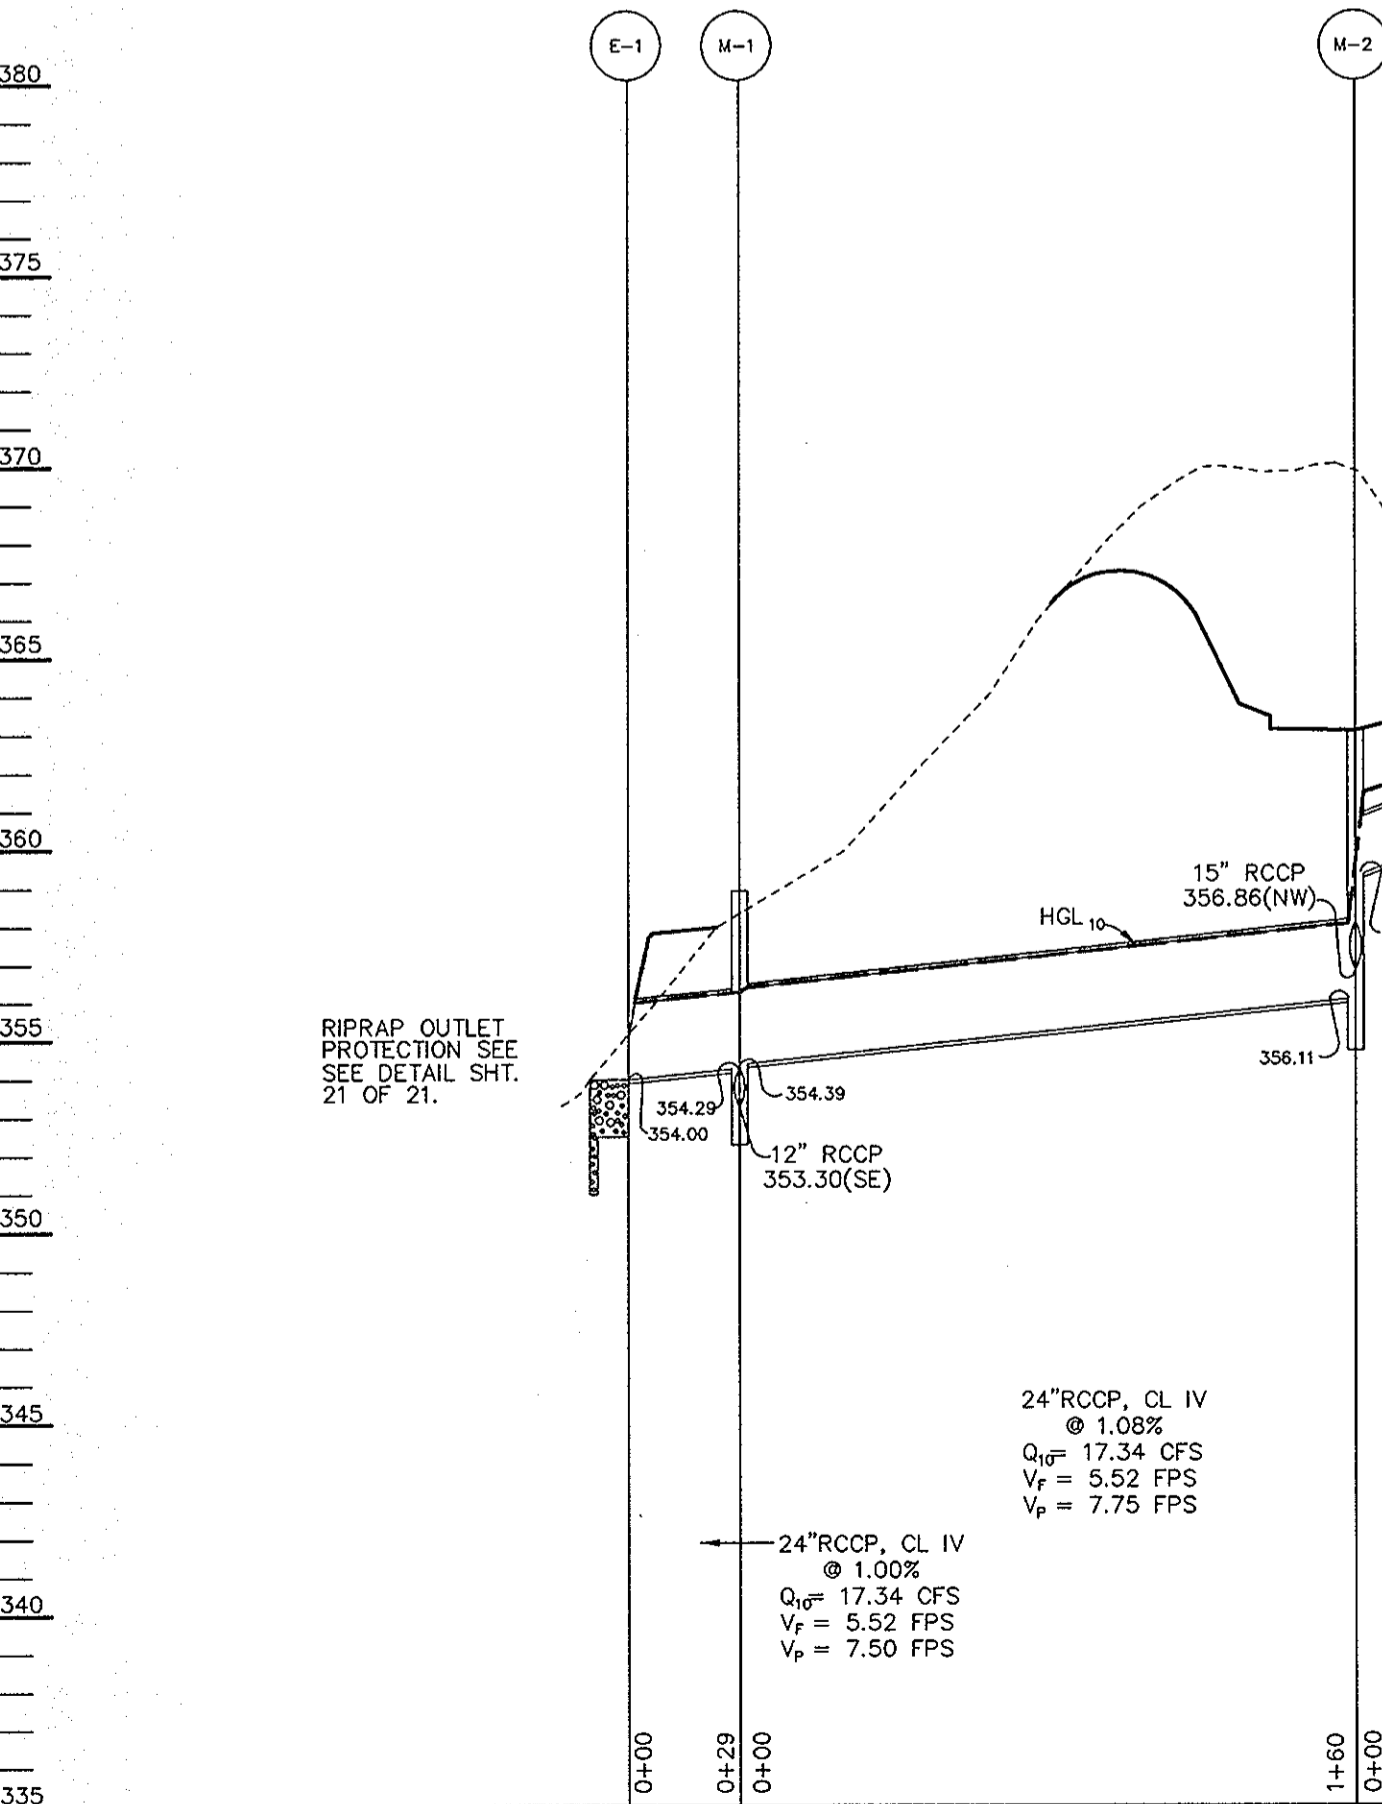 E-1
M-1
M-2
380
375
370
365
360
355
350
345
340
335
15" RCCP
356.86(NW)
HGL 10
RIPRAP OUTLET
PROTECTION SEE
SEE DETAIL SHT.
21 OF 21.
356.11
354.29
354.39
354.00
12" RCCP
353.30(SE)
24"RCCP, CL IV
@ 1.08%
Q10= 17.34 CFS
VF = 5.52 FPS
VP = 7.75 FPS
24"RCCP, CL IV
@ 1.00%
Q10= 17.34 CFS
VF = 5.52 FPS
VP = 7.50 FPS
0+00
0+29
0+00
1+60
0+00